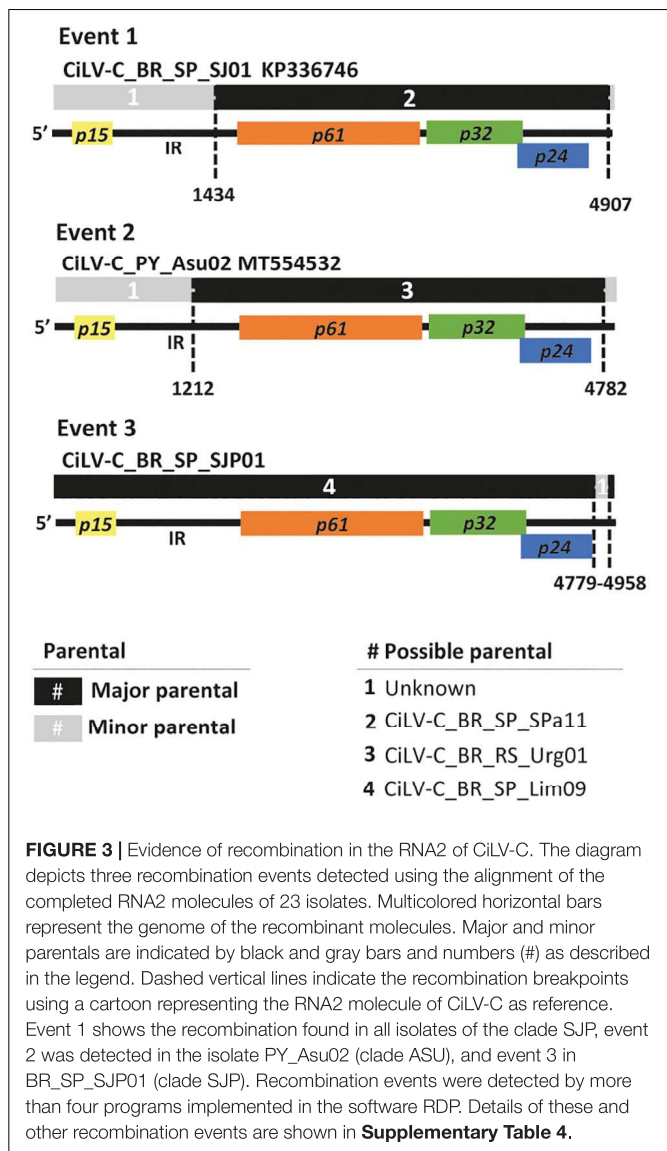 Event 1
CiLV-C_BR_SP_SJ01 KP336746
1 2
5’ p15 IR p61 p32 p24
1434 4907
Event 2
CiLV-C_PY_Asu02 MT554532
1 3
5’ p15 IR p61 p32 p24
1212 4782
Event 3
CiLV-C_BR_SP_SJP01
4 1
5’ p15 IR p61 p32 p24
4779-4958
Parental
# Major parental
# Minor parental
# Possible parental
1 Unknown
2 CiLV-C_BR_SP_SPa11
3 CiLV-C_BR_RS_Urg01
4 CiLV-C_BR_SP_Lim09
FIGURE 3 | Evidence of recombination in the RNA2 of CiLV-C. The diagram
depicts three recombination events detected using the alignment of the
completed RNA2 molecules of 23 isolates. Multicolored horizontal bars
represent the genome of the recombinant molecules. Major and minor
parentals are indicated by black and gray bars and numbers (#) as described
in the legend. Dashed vertical lines indicate the recombination breakpoints
using a cartoon representing the RNA2 molecule of CiLV-C as reference.
Event 1 shows the recombination found in all isolates of the clade SJP, event
2 was detected in the isolate PY_Asu02 (clade ASU), and event 3 in
BR_SP_SJP01 (clade SJP). Recombination events were detected by more
than four programs implemented in the software RDP. Details of these and
other recombination events are shown in Supplementary Table 4.